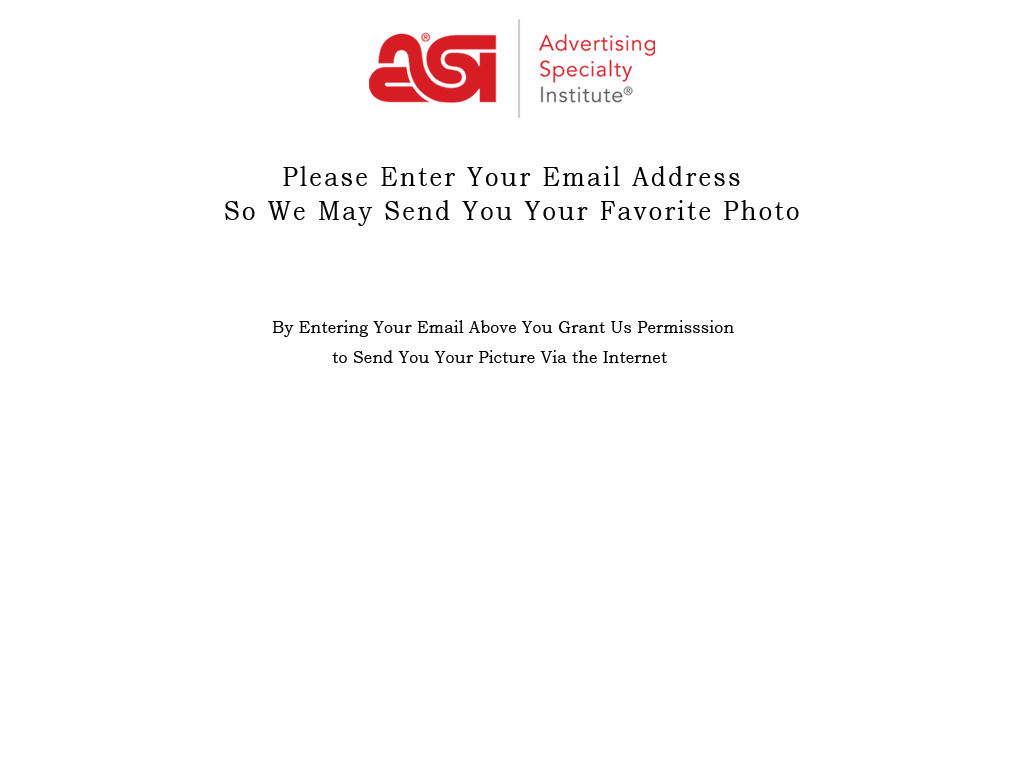 asi®
Advertising
Specialty
Institute®
Please Enter Your Email Address
So We May Send You Your Favorite Photo
By Entering Your Email Above You Grant Us Permisssion
to Send You Your Picture Via the Internet